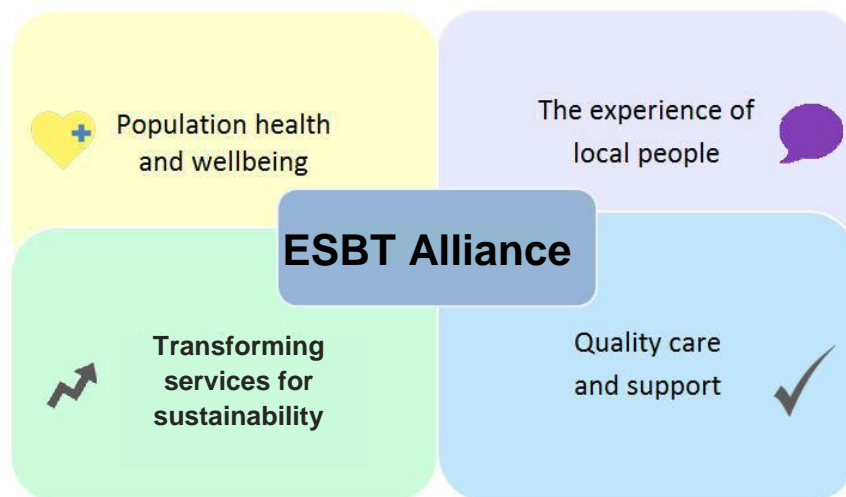 Population health
and wellbeing
The experience of
local people
ESBT Alliance
Transforming
services for
sustainability
Quality care
and support